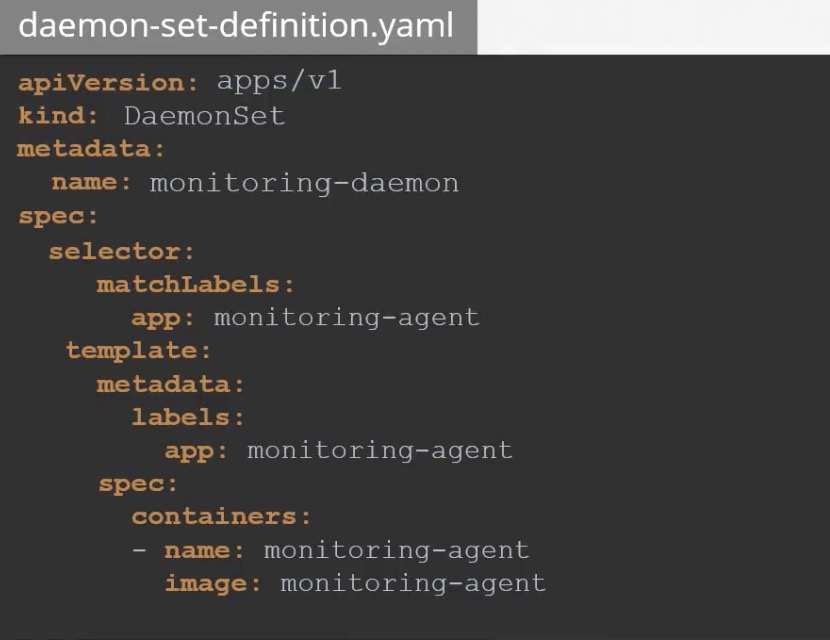 daemon-set-definition.yaml
apiVersion: apps/v1
kind: DaemonSet
metadata:
  name: monitoring-daemon
spec:
  selector:
     matchLabels:
       app: monitoring-agent
   template:
     metadata:
       labels:
         app: monitoring-agent
     spec:
       containers:
       - name: monitoring-agent
         image: monitoring-agent